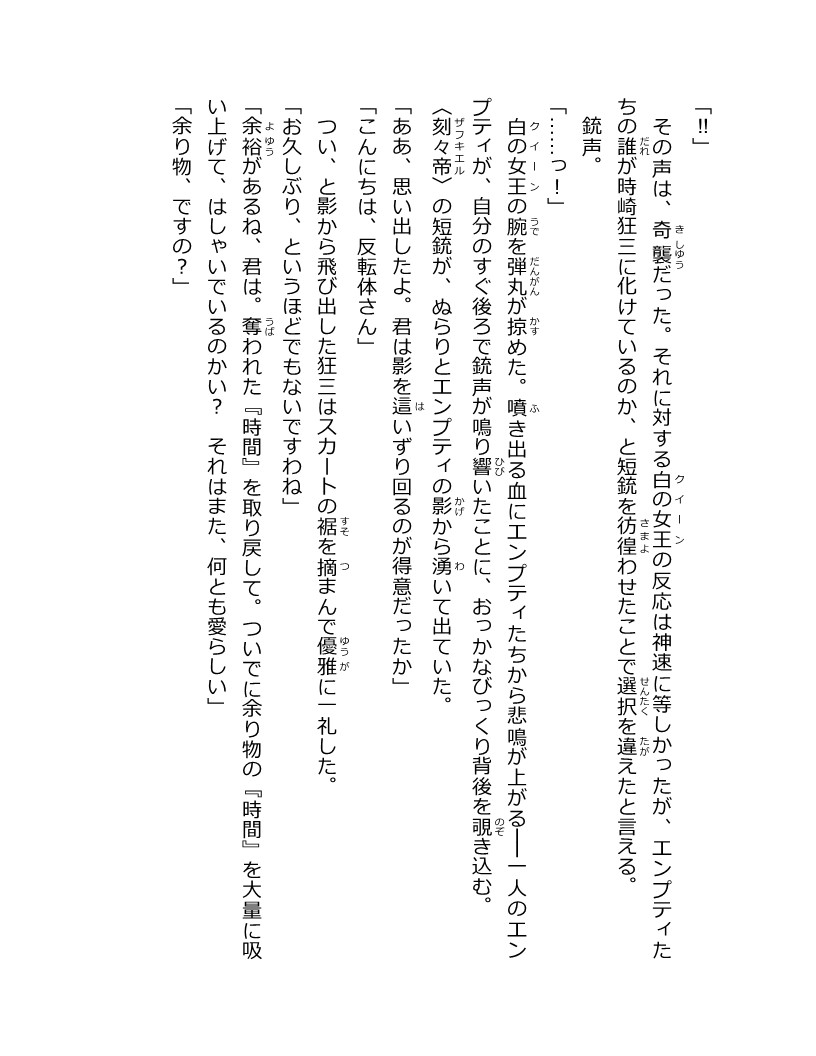 「‼」
　その声は、奇襲だった。それに対する白の女王の反応は神速に等しかったが、エンプティた
ちの誰が時崎狂三に化けているのか、と短銃を彷徨わせたことで選択を違えたと言える。
　銃声。
「……っ！」
　白の女王の腕を弾丸が掠めた。噴き出る血にエンプティたちから悲鳴が上がる──一人のエン
プティが、自分のすぐ後ろで銃声が鳴り響いたことに、おっかなびっくり背後を覗き込む。
〈刻々帝〉の短銃が、ぬらりとエンプティの影から湧いて出ていた。
「ああ、思い出したよ。君は影を這いずり回るのが得意だったか」
「こんにちは、反転体さん」
　つい、と影から飛び出した狂三はスカートの裾を摘まんで優雅に一礼した。
「お久しぶり、というほどでもないですわね」
「余裕があるね、君は。奪われた『時間』を取り戻して。ついでに余り物の『時間』を大量に吸
い上げて、はしゃいでいるのかい？　それはまた、何とも愛らしい」
「余り物、ですの？」